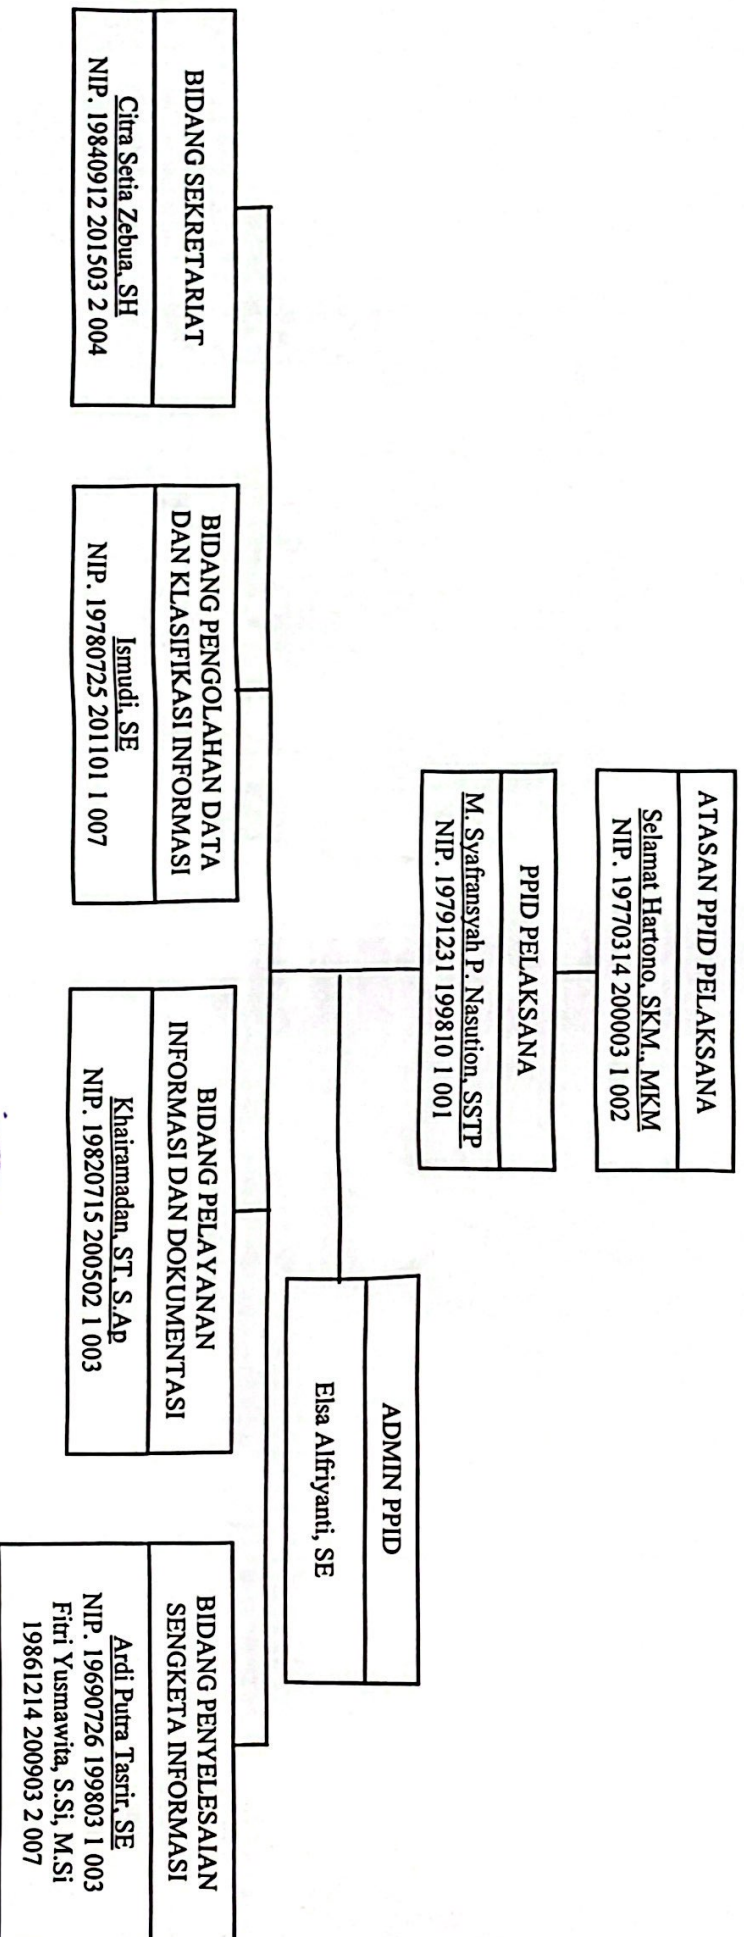 ATASAN PPID PELAKSANA
Selamat Hartono, SKM., MKM
NIP. 19770314 200003 1 002
PPID PELAKSANA
M. Syafransyah P. Nasution, SSTP
NIP. 19791231 199810 1 001
ADMIN PPID
Elsa Alfriyanti, SE
BIDANG SEKRETARIAT
Citra Setia Zebua, SH
NIP. 19840912 201503 2 004
BIDANG PENGOLAHAN DATA
DAN KLASIFIKASI INFORMASI
Ismudi, SE
NIP. 19780725 201101 1 007
BIDANG PELAYANAN
INFORMASI DAN DOKUMENTASI
Khairamadan, ST, S.Ap
NIP. 19820715 200502 1 003
BIDANG PENYELESAIAN
SENGKETA INFORMASI
Ardi Putra Tasrir, SE
NIP. 19690726 199803 1 003
Fitri Yusmawita, S.Si, M.Si
19861214 200903 2 007